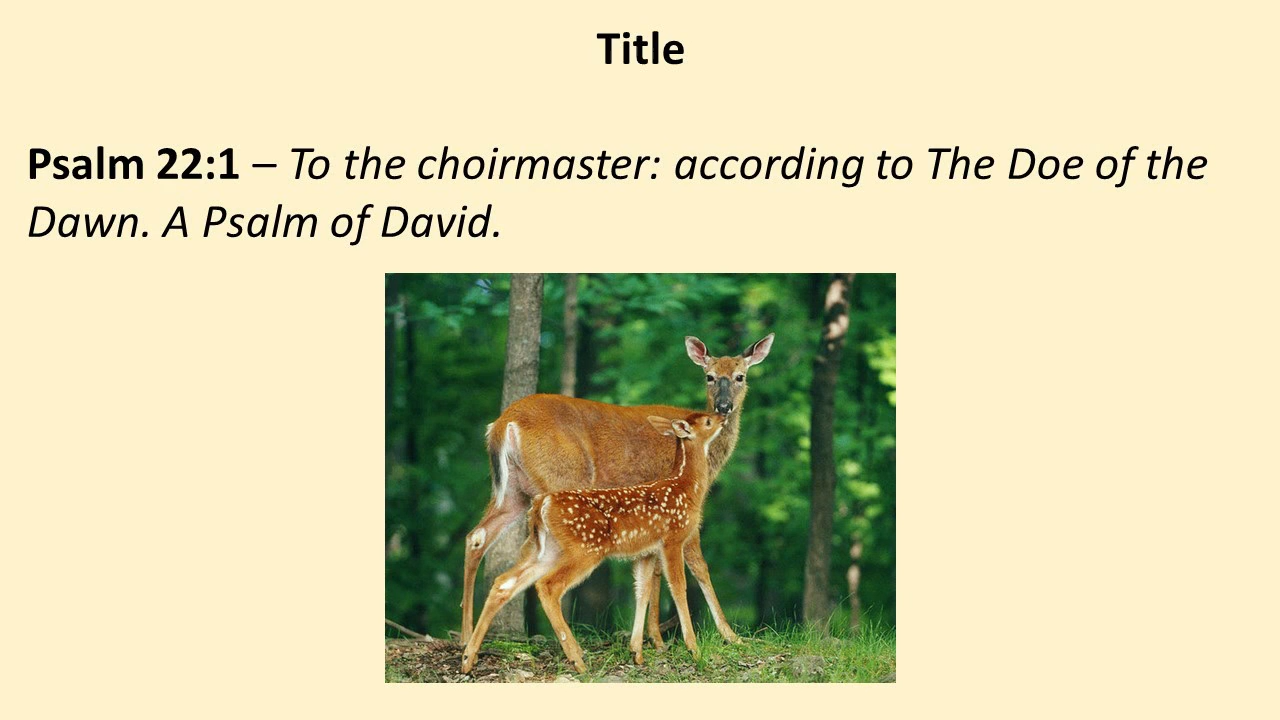 Title
Psalm 22:1 – To the choirmaster: according to The Doe of the
Dawn. A Psalm of David.